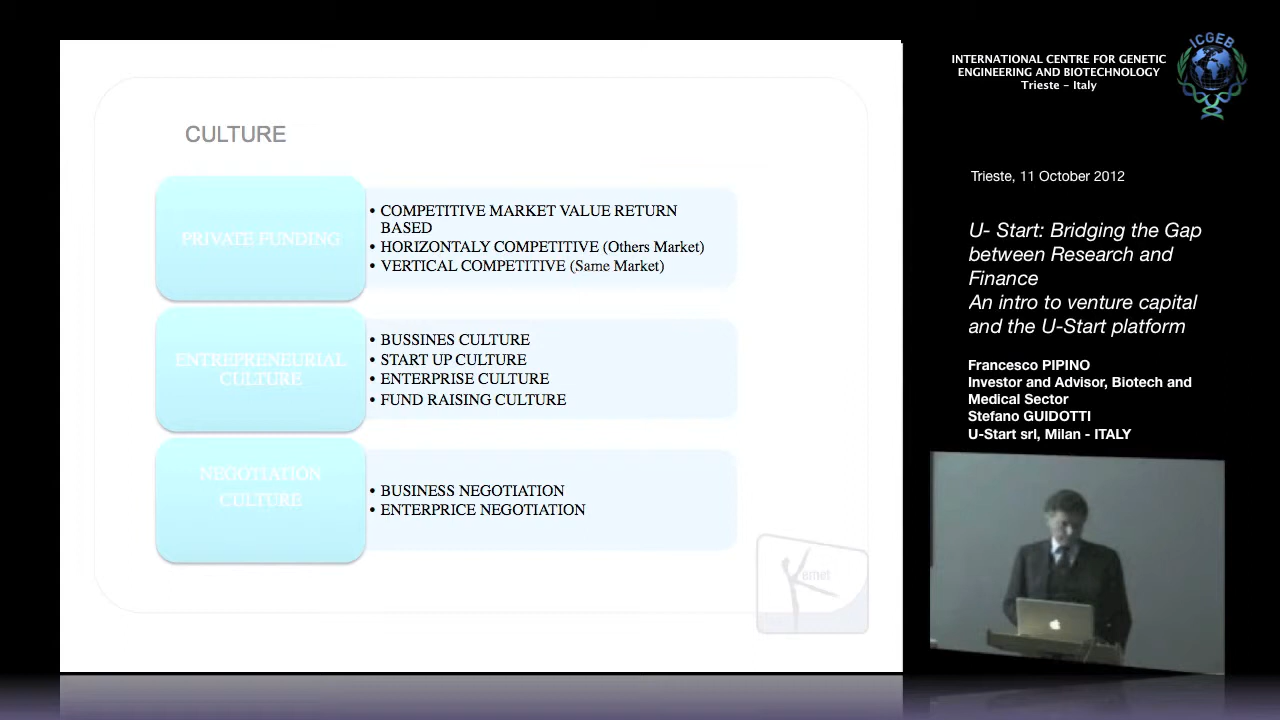 CULTURE
PRIVATE FUNDING
• COMPETITIVE MARKET VALUE RETURN
BASED
• HORIZONTALY COMPETITIVE (Others Market)
• VERTICAL COMPETITIVE (Same Market)
ENTREPRENEURIAL
CULTURE
• BUSSINES CULTURE
• START UP CULTURE
• ENTERPRISE CULTURE
• FUND RAISING CULTURE
NEGOTIATION
CULTURE
• BUSINESS NEGOTIATION
• ENTERPRICE NEGOTIATION
Kemet
INTERNATIONAL CENTRE FOR GENETIC
ENGINEERING AND BIOTECHNOLOGY
Trieste – Italy
ICGEB
Trieste, 11 October 2012
U- Start: Bridging the Gap
between Research and
Finance
An intro to venture capital
and the U-Start platform
Francesco PIPINO
Investor and Advisor, Biotech and
Medical Sector
Stefano GUIDOTTI
U-Start srl, Milan - ITALY